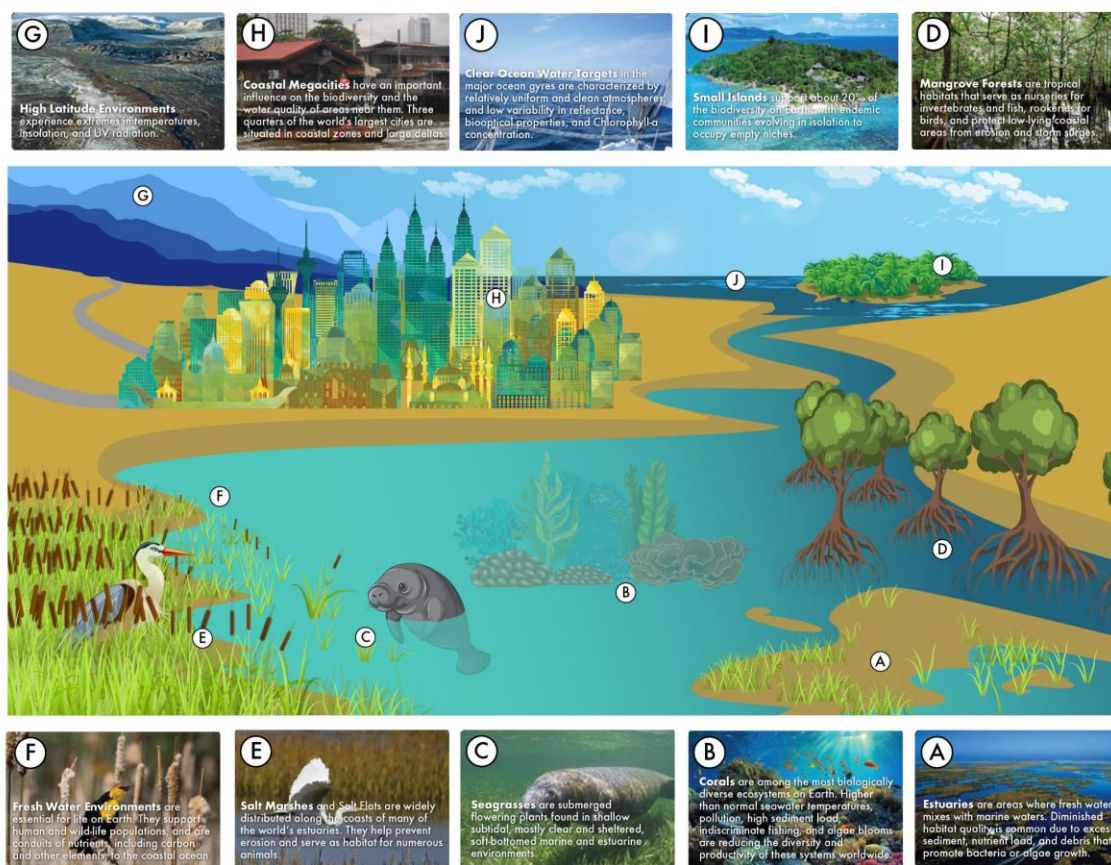 G
High Latitude Environments
experience extremes in temperatures,
insolation, and UV radiation.
H
Coastal Megacities have an important
influence on the biodiversity and the
water quality of areas near them. Three
quarters of the world's largest cities are
situated in coastal zones and large deltas.
J
Clear Ocean Water Targets in the
major ocean gyres are characterized by
relatively uniform and clean atmospheres
and low variability in reflectance,
biooptical properties, and Chlorophyll-a
concentration.
I
Small Islands support about 20% of
the biodiversity on Earth, with endemic
communities evolving in isolation to
occupy empty niches.
D
Mangrove Forests are tropical
habitats that serve as nurseries for
invertebrates and fish, rookeries for
birds, and protect low-lying coastal
areas from erosion and storm surges.
G
I
J
H
F
D
B
E
C
A
F
Fresh Water Environments are
essential for life on Earth. They support
human and wild-life populations, and are
conduits of nutrients, including carbon
and other elements, to the coastal ocean
E
Salt Marshes and Salt Flats are widely
distributed along the coasts of many of
the world's estuaries. They help prevent
erosion and serve as habitat for numerous
animals.
C
Seagrasses are submerged
flowering plants found in shallow
subtidal, mostly clear and sheltered,
soft-bottomed marine and estuarine
environments.
B
Corals are among the most biologically
diverse ecosystems on Earth. Higher
than normal seawater temperatures,
pollution, high sediment load,
indiscriminate fishing, and algae blooms
are reducing the diversity and
productivity of these systems worldwide.
A
Estuaries are areas where fresh water
mixes with marine waters. Diminished
habitat quality is common due to excess
sediment, nutrient load, and debris that
promote bacteria or algae growth.